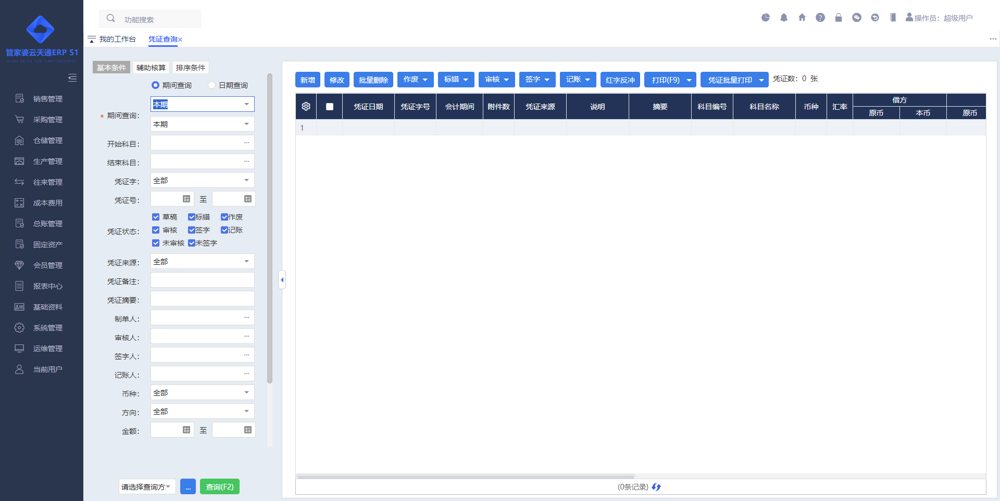 管家婆云天通ERP S1
GUAN JIA PO YUN TIANTONGERPS1
销售管理
采购管理
仓储管理
生产管理
往来管理
成本费用
总账管理
固定资产
会员管理
报表中心
基础资料
系统管理
运维管理
当前用户
功能搜索
操作员：超级用户
我的工作台 凭证查询×
基本条件 辅助核算 排序条件
期间查询 日期查询
* 期间查询： 本期
本期
开始科目： ...
结束科目： ...
凭证字： 全部
凭证号： 至
凭证状态： 草稿 标错 作废
审核 签字 记账
未审核 未签字
凭证来源： 全部
凭证备注：
凭证摘要：
制单人： ...
审核人： ...
签字人： ...
记账人： ...
币种： 全部
方向： 全部
金额： 至
请选择查询方 ... 查询(F2)
新增 修改 批量删除 作废 标错 审核 签字 记账 红字反冲 打印(F9) 凭证批量打印 凭证数：0 张
凭证日期 凭证字号 会计期间 附件数 凭证来源 说明 摘要 科目编号 科目名称 币种 汇率 借方
原币 本币 原币
1
(0条记录)